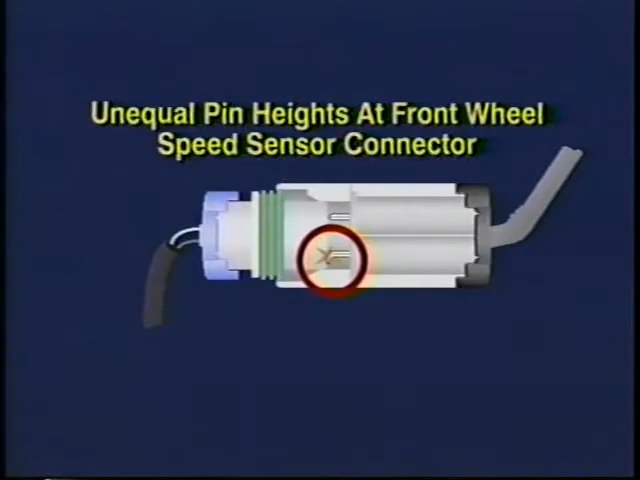 Unequal Pin Heights At Front Wheel
Speed Sensor Connector